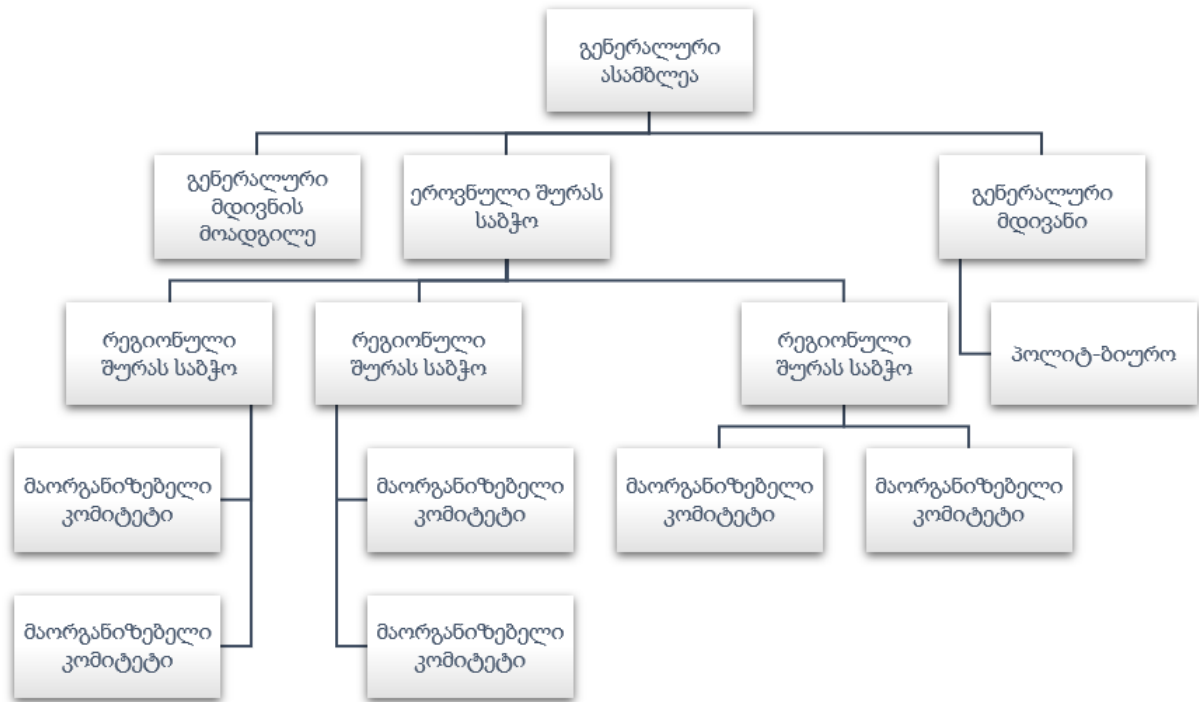 გენერალური
ასამბლეა
გენერალური
მდივნის
მოადგილე
ეროვნული შურას
საბჭო
გენერალური
მდივანი
რეგიონული
შურას საბჭო
რეგიონული
შურას საბჭო
რეგიონული
შურას საბჭო
პოლიტ-ბიურო
მაორგანიზებელი
კომიტეტი
მაორგანიზებელი
კომიტეტი
მაორგანიზებელი
კომიტეტი
მაორგანიზებელი
კომიტეტი
მაორგანიზებელი
კომიტეტი
მაორგანიზებელი
კომიტეტი